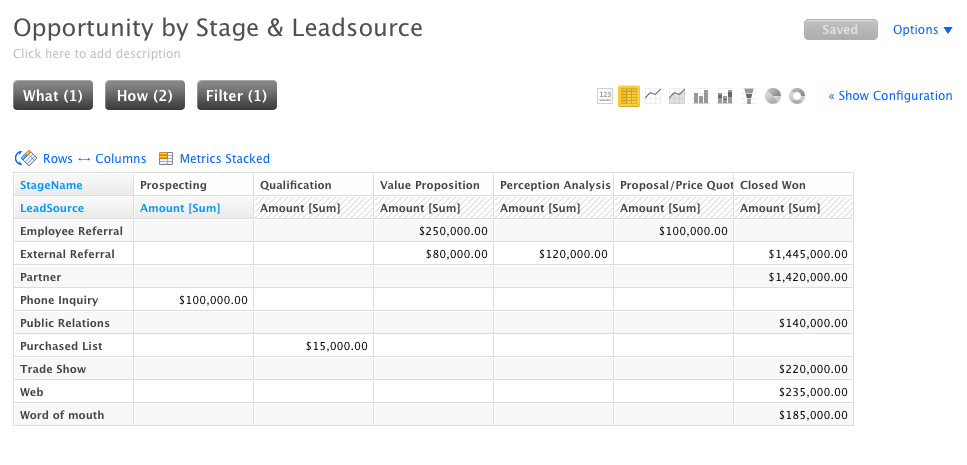 Opportunity by Stage & Leadsource
Saved Options ▼
Click here to add description
What (1) How (2) Filter (1) 123 « Show Configuration
Rows ↔ Columns Metrics Stacked
StageName Prospecting Qualification Value Proposition Perception Analysis Proposal/Price Quot Closed Won
LeadSource Amount [Sum] Amount [Sum] Amount [Sum] Amount [Sum] Amount [Sum] Amount [Sum]
Employee Referral $250,000.00 $100,000.00
External Referral $80,000.00 $120,000.00 $1,445,000.00
Partner $1,420,000.00
Phone Inquiry $100,000.00
Public Relations $140,000.00
Purchased List $15,000.00
Trade Show $220,000.00
Web $235,000.00
Word of mouth $185,000.00